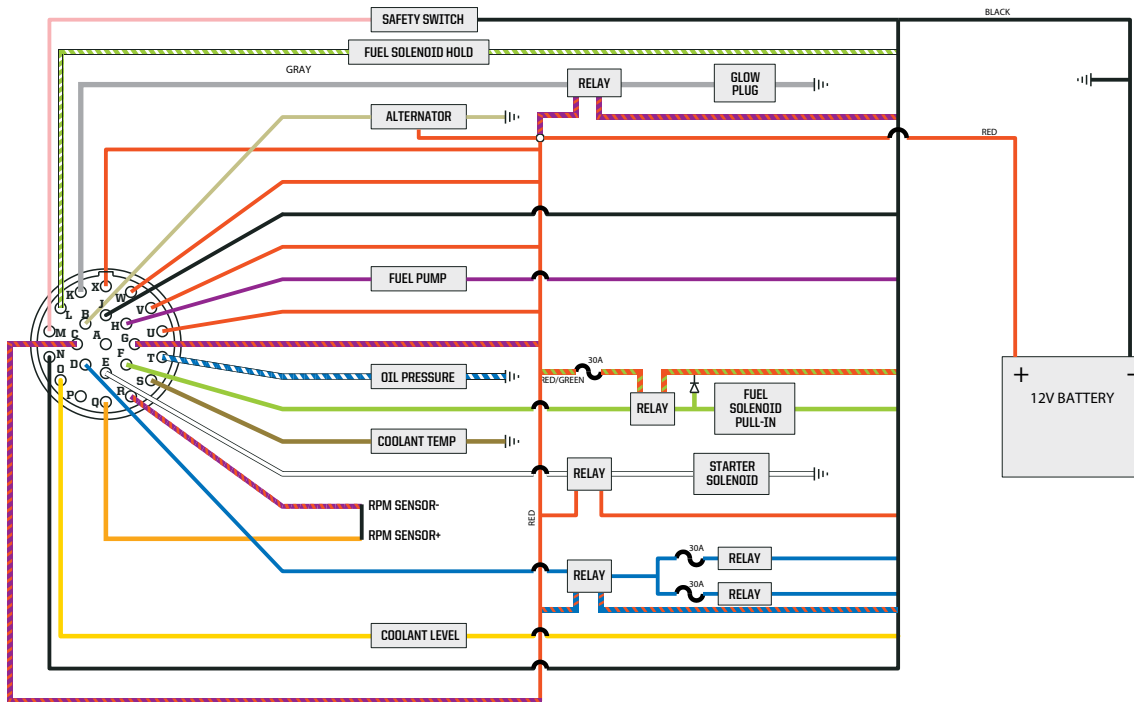 BLACK
SAFETY SWITCH
FUEL SOLENOID HOLD
GRAY
RELAY
GLOW
PLUG
ALTERNATOR
RED
FUEL PUMP
K
X
W
L
B
J
V
H
M
C
A
G
U
N
D
E
F
T
O
S
P
Q
R
OIL PRESSURE
30A
RED/GREEN
RELAY
FUEL
SOLENOID
PULL-IN
+
-
12V BATTERY
COOLANT TEMP
RELAY
STARTER
SOLENOID
RPM SENSOR-
RPM SENSOR+
RED
RELAY
30A
RELAY
30A
RELAY
COOLANT LEVEL